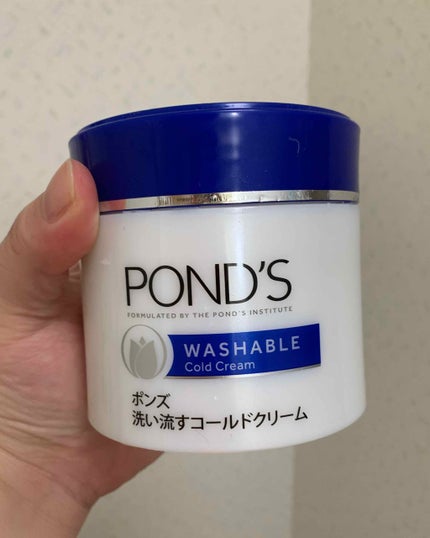 POND'S
FORMULATED BY THE POND'S INSTITUTE
WASHABLE
Cold Cream
ポンズ
洗い流すコールドクリーム